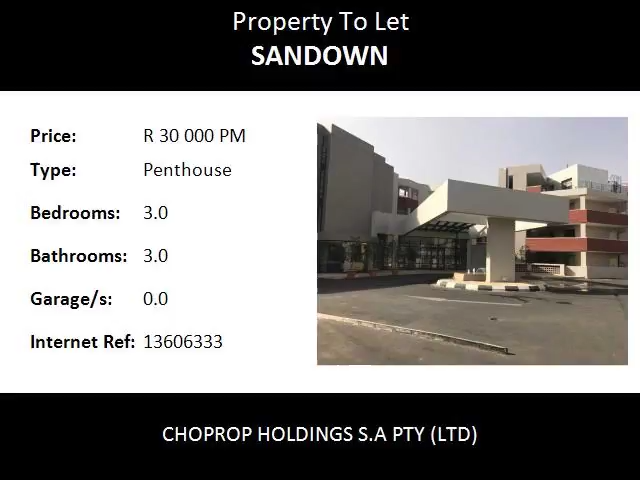 Property To Let
SANDOWN
Price: R 30 000 PM
Type: Penthouse
Bedrooms: 3.0
Bathrooms: 3.0
Garage/s: 0.0
Internet Ref: 13606333
CHOPROP HOLDINGS S.A PTY (LTD)